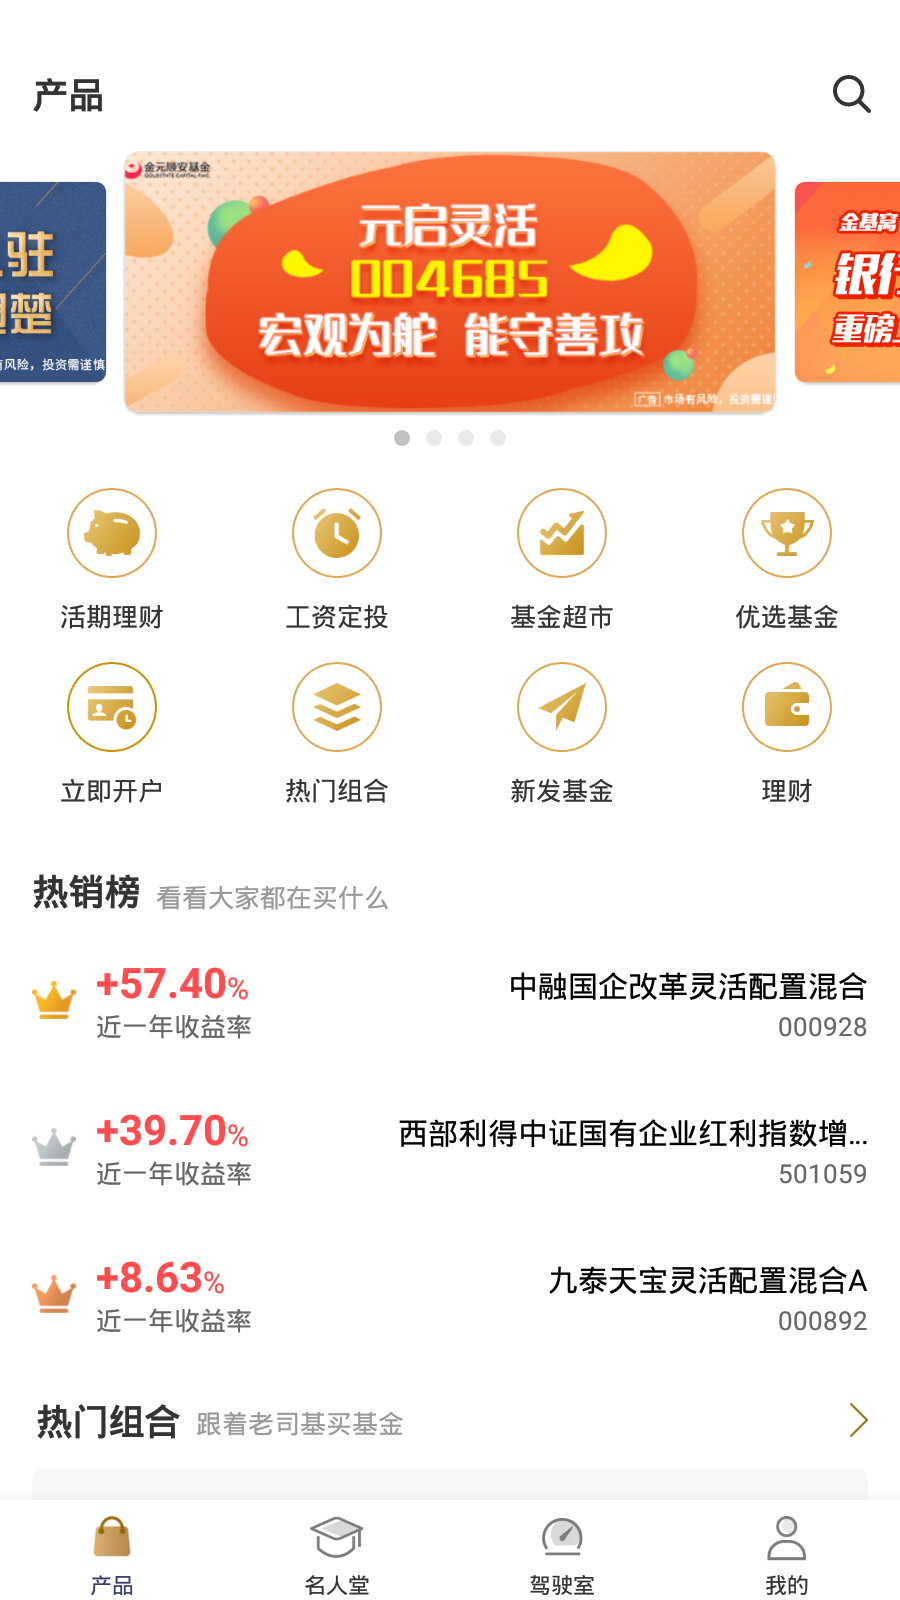 产品
驻
楚
有风险，投资需谨慎
金元顺安基金
GOLDSTATE CAPITAL FUND
元启灵活
004685
宏观为舵 能守善攻
广告 市场有风险，投资需谨
金基窝
银行
重磅
活期理财
工资定投
基金超市
优选基金
立即开户
热门组合
新发基金
理财
热销榜 看看大家都在买什么
+57.40%
近一年收益率
中融国企改革灵活配置混合
000928
+39.70%
近一年收益率
西部利得中证国有企业红利指数增...
501059
+8.63%
近一年收益率
九泰天宝灵活配置混合A
000892
热门组合 跟着老司基买基金
产品
名人堂
驾驶室
我的